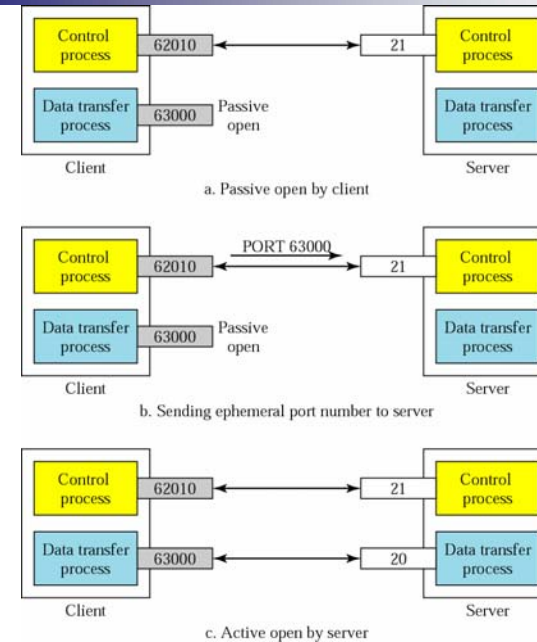 Control
process
62010
21
Control
process
Data transfer
process
63000
Passive
open
Data transfer
process
Client
Server
a. Passive open by client
Control
process
62010
PORT 63000
21
Control
process
Data transfer
process
63000
Passive
open
Data transfer
process
Client
Server
b. Sending ephemeral port number to server
Control
process
62010
21
Control
process
Data transfer
process
63000
20
Data transfer
process
Client
Server
c. Active open by server